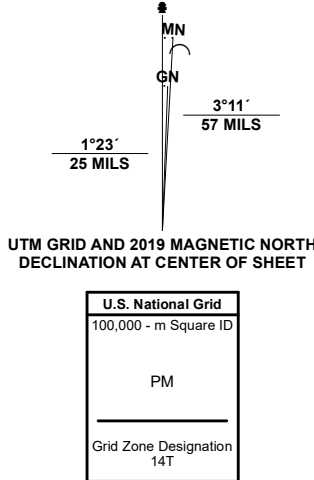 MN
GN
3°11´
57 MILS
1°23´
25 MILS
UTM GRID AND 2019 MAGNETIC NORTH
DECLINATION AT CENTER OF SHEET
U.S. National Grid
100,000 - m Square ID
PM
Grid Zone Designation
14T